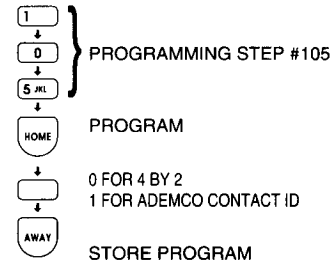 1
0
PROGRAMMING STEP #105
5 JKL
HOME
PROGRAM
0 FOR 4 BY 2
1 FOR ADEMCO CONTACT ID
AWAY
STORE PROGRAM